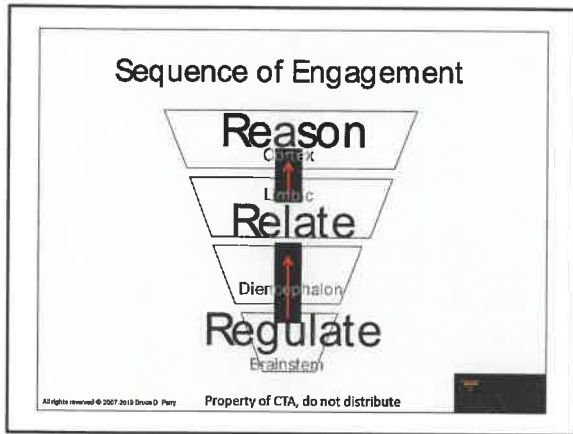 Sequence of Engagement
Reason
Cortex
Limbic
Relate
Diencephalon
Regulate
Brainstem
All rights reserved © 2007-2019 Bruce D. Perry
Property of CTA, do not distribute